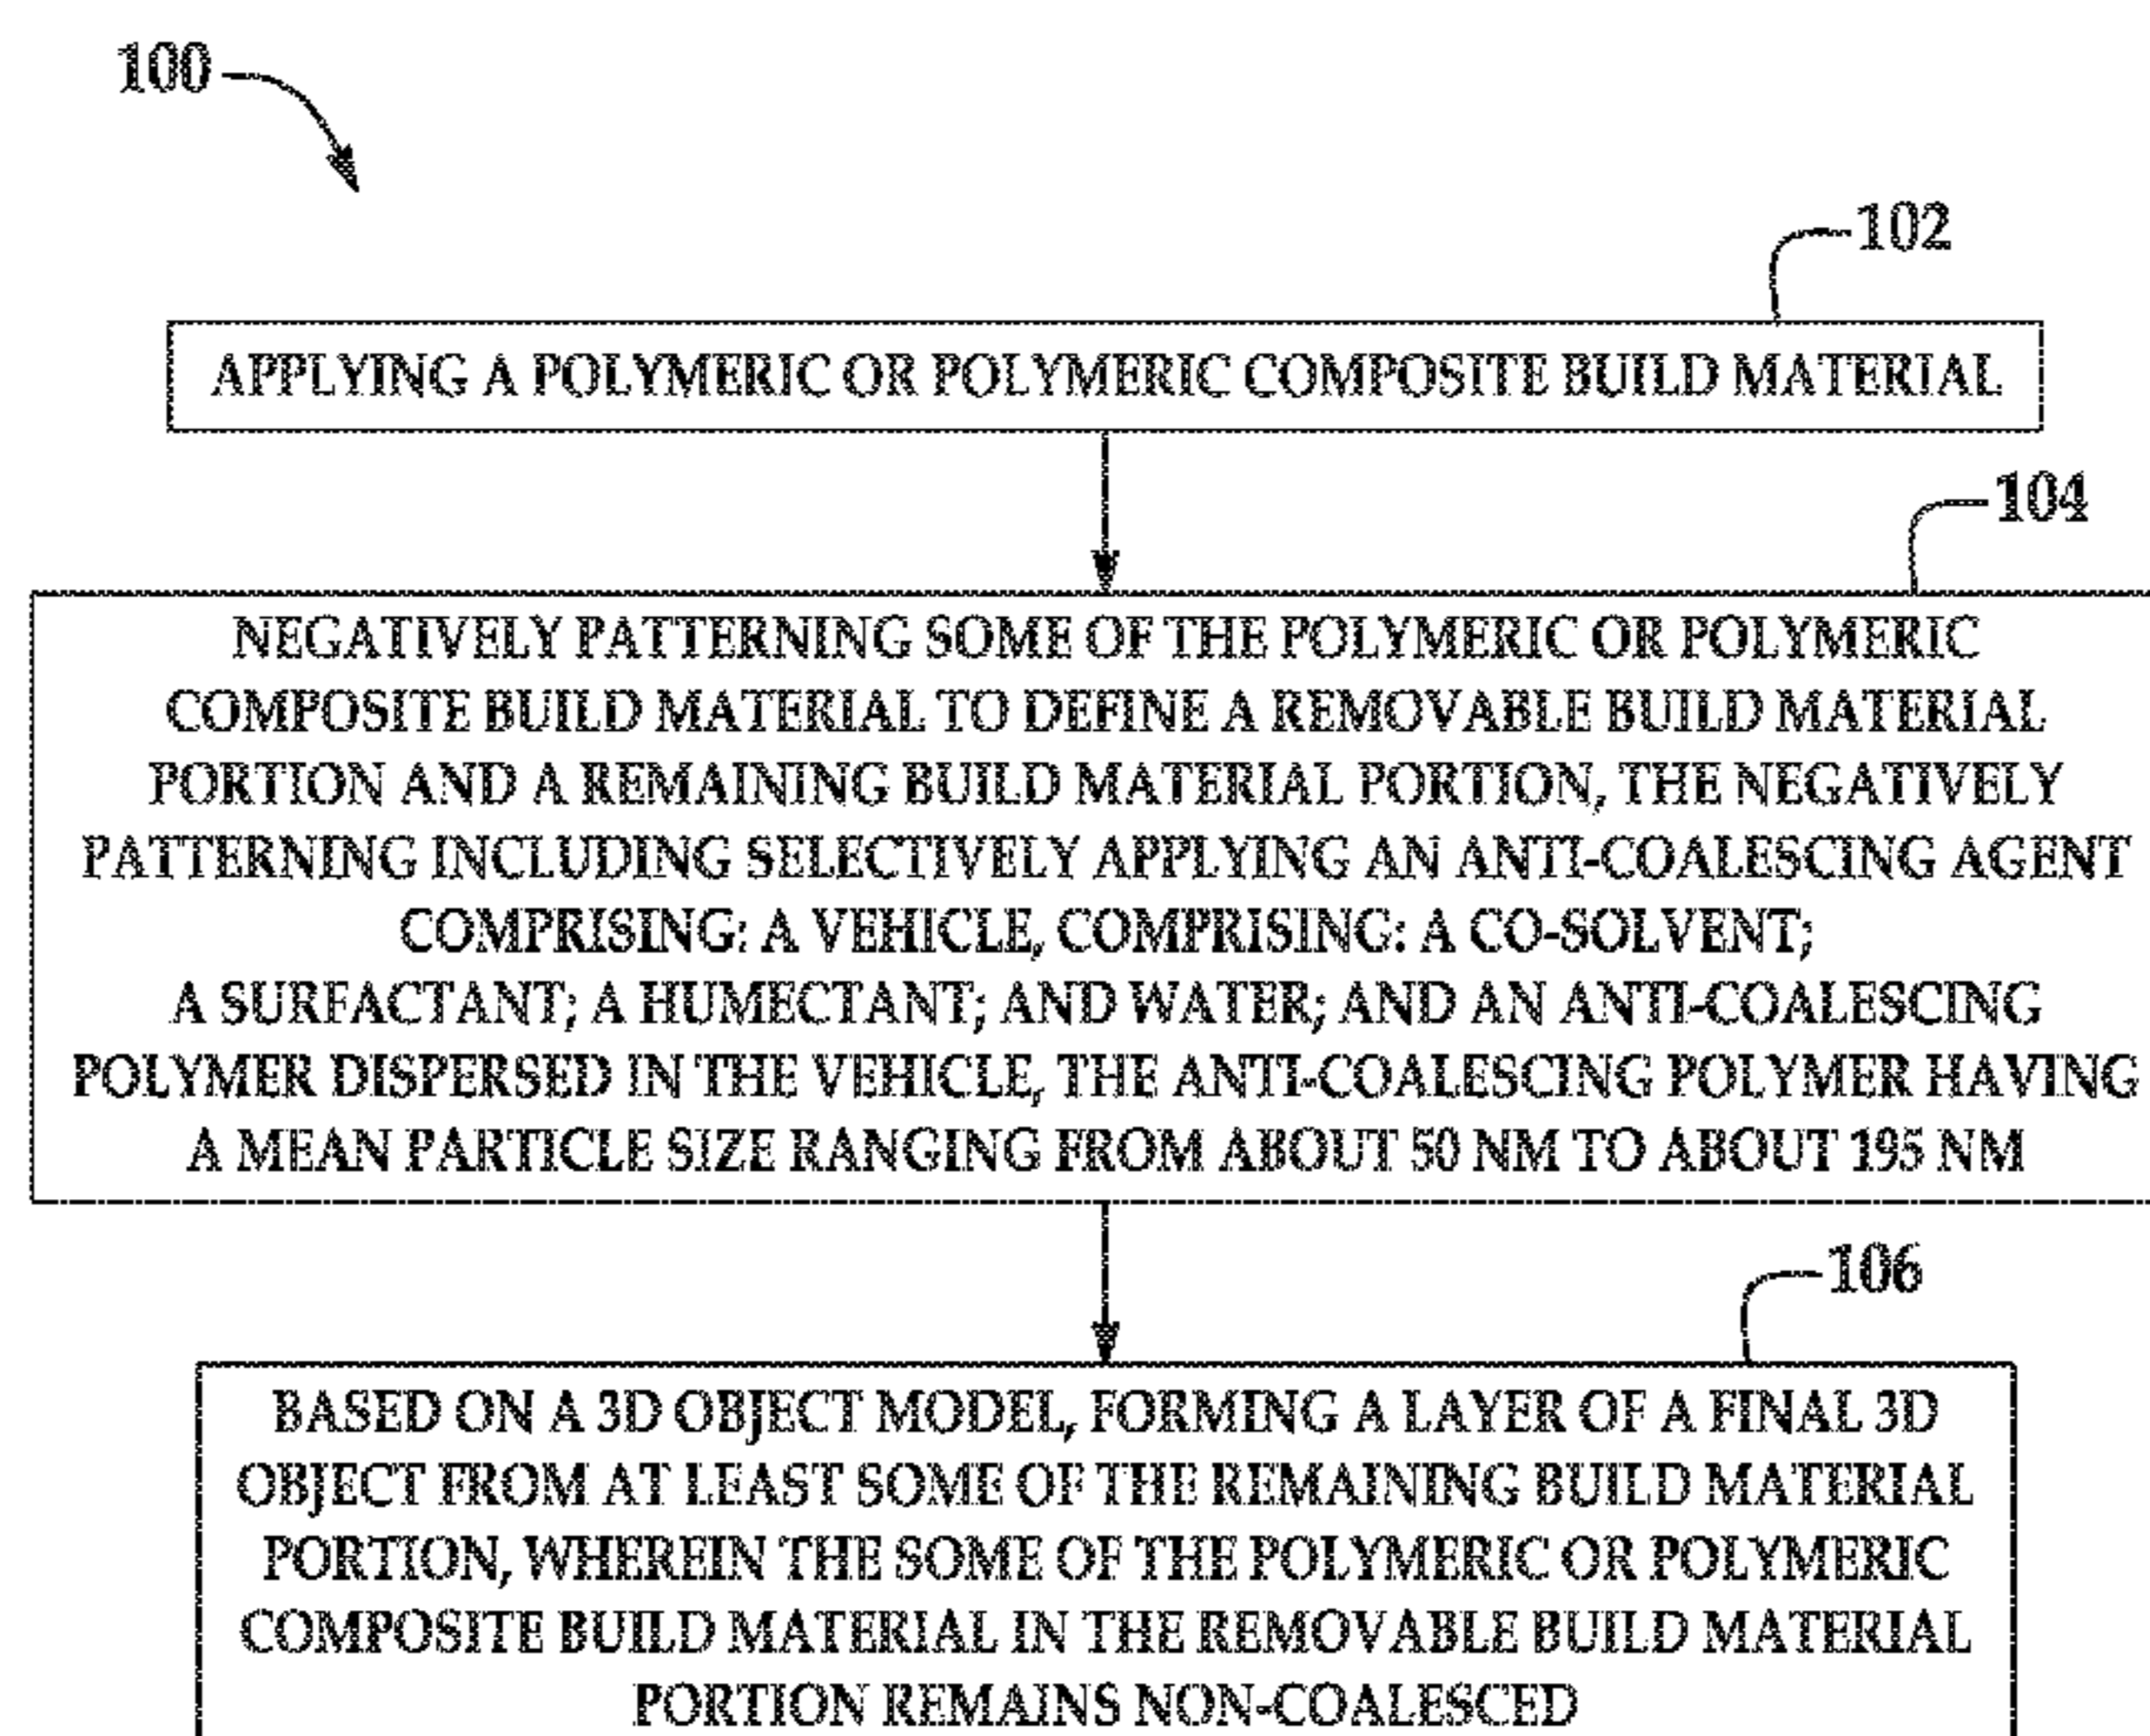 100
102
APPLYING A POLYMERIC OR POLYMERIC COMPOSITE BUILD MATERIAL
104
NEGATIVELY PATTERNING SOME OF THE POLYMERIC OR POLYMERIC
COMPOSITE BUILD MATERIAL TO DEFINE A REMOVABLE BUILD MATERIAL
PORTION AND A REMAINING BUILD MATERIAL PORTION, THE NEGATIVELY
PATTERNING INCLUDING SELECTIVELY APPLYING AN ANTI-COALESCING AGENT
COMPRISING: A VEHICLE, COMPRISING: A CO-SOLVENT;
A SURFACTANT; A HUMECTANT; AND WATER; AND AN ANTI-COALESCING
POLYMER DISPERSED IN THE VEHICLE, THE ANTI-COALESCING POLYMER HAVING
A MEAN PARTICLE SIZE RANGING FROM ABOUT 50 NM TO ABOUT 195 NM
106
BASED ON A 3D OBJECT MODEL, FORMING A LAYER OF A FINAL 3D
OBJECT FROM AT LEAST SOME OF THE REMAINING BUILD MATERIAL
PORTION, WHEREIN THE SOME OF THE POLYMERIC OR POLYMERIC
COMPOSITE BUILD MATERIAL IN THE REMOVABLE BUILD MATERIAL
PORTION REMAINS NON-COALESCED